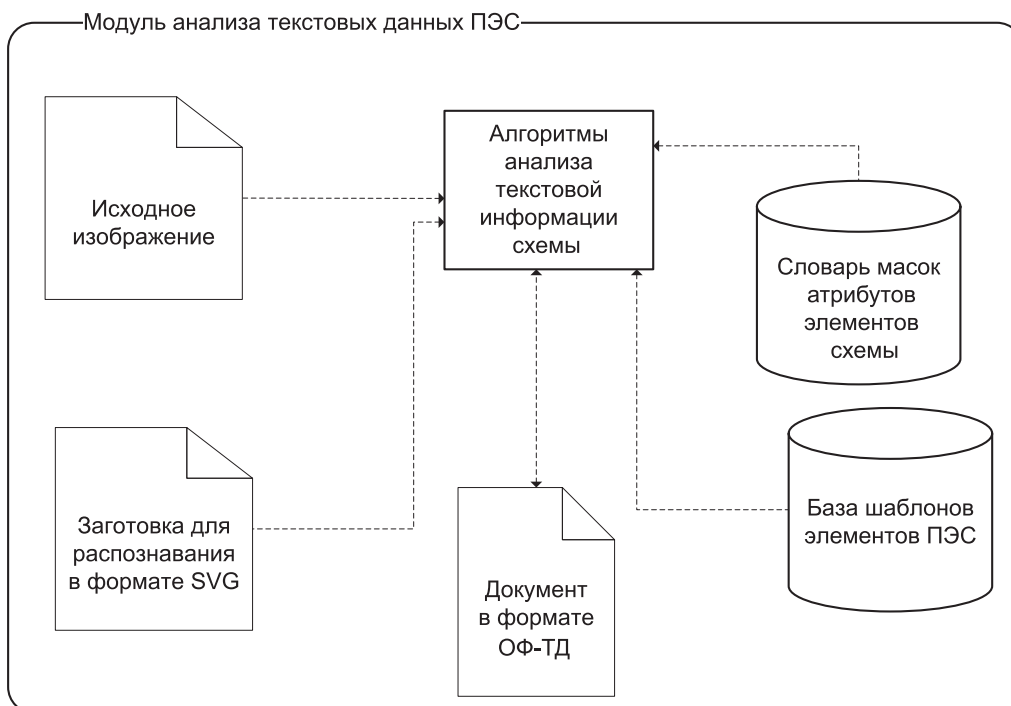 Модуль анализа текстовых данных ПЭС
Исходное
изображение
Алгоритмы
анализа
текстовой
информации
схемы
Словарь масок
атрибутов
элементов
схемы
Заготовка для
распознавания
в формате SVG
Документ
в формате
ОФ-ТД
База шаблонов
элементов ПЭС